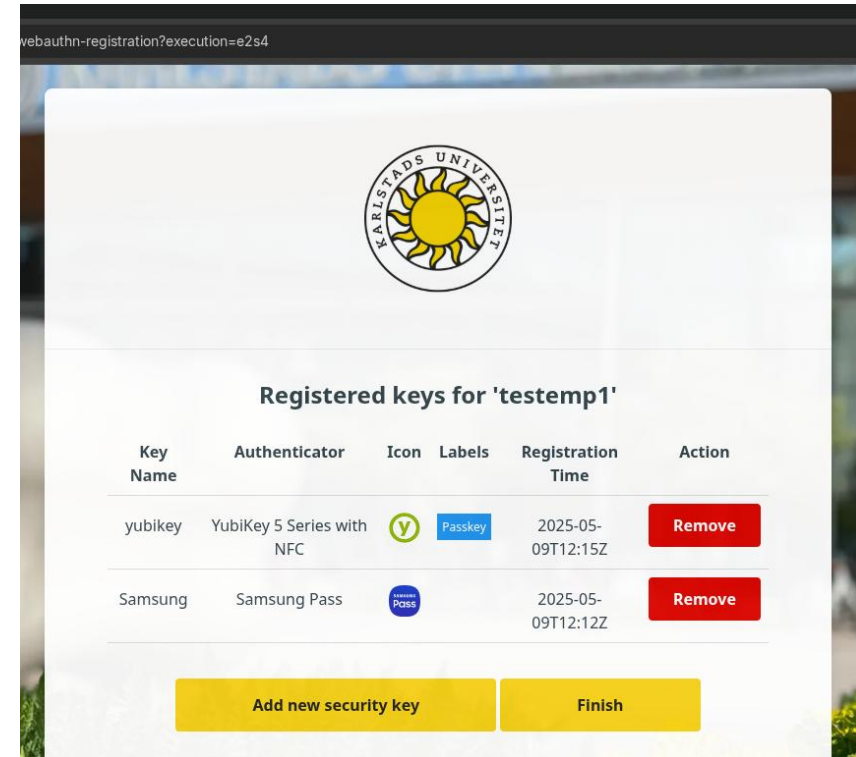 webauthn-registration?execution=e2s4
KARLSTADS UNIVERSITET
Registered keys for 'testemp1'
Key Name Authenticator Icon Labels Registration Time Action
yubikey YubiKey 5 Series with NFC y Passkey 2025-05-09T12:15Z Remove
Samsung Samsung Pass SAMSUNG Pass 2025-05-09T12:12Z Remove
Add new security key Finish